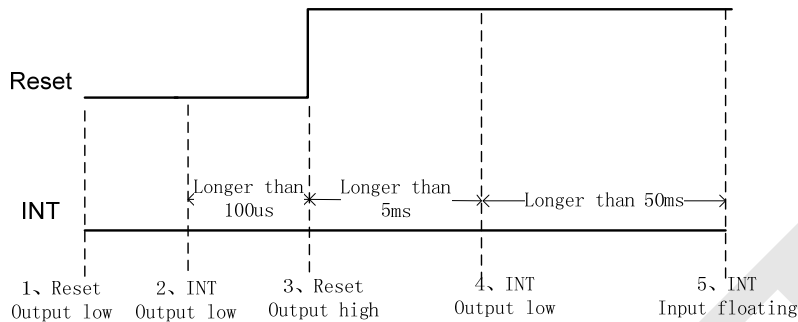 Reset
Longer than
100us
Longer than
5ms
Longer than 50ms
INT
1、Reset
Output low
2、INT
Output low
3、Reset
Output high
4、INT
Output low
5、INT
Input floating